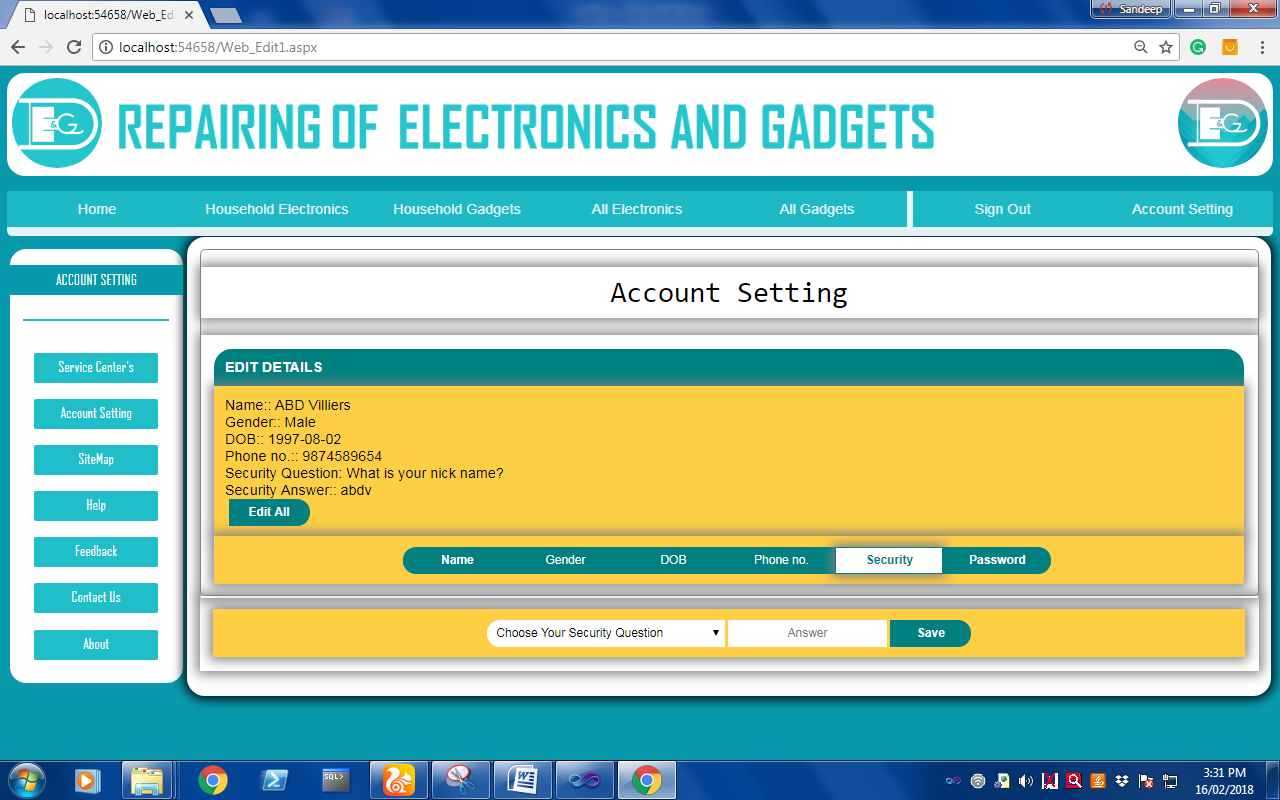 localhost:54658/Web_Edi
Sandeep
localhost:54658/Web_Edit1.aspx
E&G
REPAIRING OF ELECTRONICS AND GADGETS
E&G
Home
Household Electronics
Household Gadgets
All Electronics
All Gadgets
Sign Out
Account Setting
ACCOUNT SETTING
Service Center's
Account Setting
SiteMap
Help
Feedback
Contact Us
About
Account Setting
EDIT DETAILS
Name:: ABD Villiers
Gender:: Male
DOB:: 1997-08-02
Phone no.:: 9874589654
Security Question: What is your nick name?
Security Answer:: abdv
Edit All
Name
Gender
DOB
Phone no.
Security
Password
Choose Your Security Question
Answer
Save
SQL>
W
3:31 PM
16/02/2018